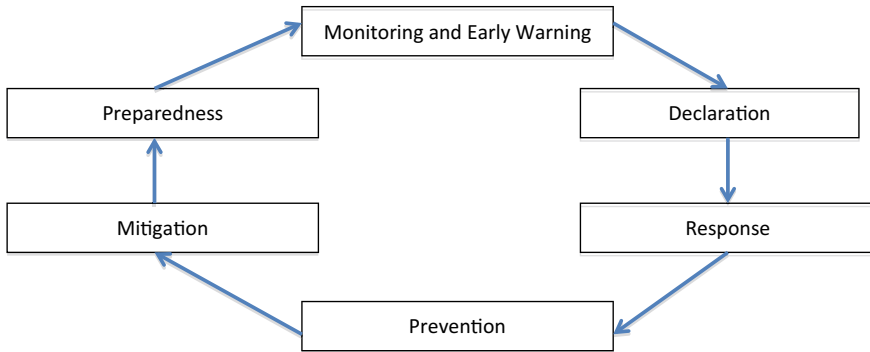 Monitoring and Early Warning
Preparedness
Declaration
Mitigation
Response
Prevention